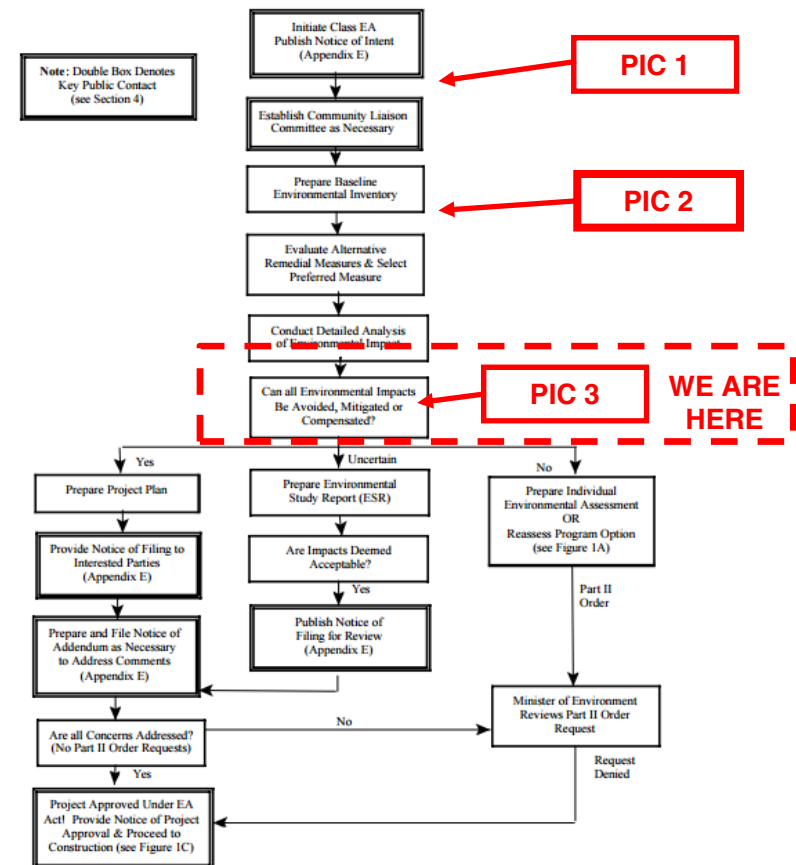 Initiate Class EA
Publish Notice of Intent
(Appendix E)
PIC 1
Note: Double Box Denotes
Key Public Contact
(see Section 4)
Establish Community Liaison
Committee as Necessary
Prepare Baseline
Environmental Inventory
PIC 2
Evaluate Alternative
Remedial Measures & Select
Preferred Measure
Conduct Detailed Analysis
of Environmental Impact
Can all Environmental Impacts
Be Avoided, Mitigated or
Compensated?
PIC 3
WE ARE
HERE
Yes
Uncertain
No
Prepare Project Plan
Prepare Environmental
Study Report (ESR)
Prepare Individual
Environmental Assessment
OR
Reassess Program Option
(see Figure 1A)
Provide Notice of Filing to
Interested Parties
(Appendix E)
Are Impacts Deemed
Acceptable?
Yes
Part II
Order
Prepare and File Notice of
Addendum as Necessary
to Address Comments
(Appendix E)
Publish Notice of
Filing for Review
(Appendix E)
Are all Concerns Addressed?
(No Part II Order Requests)
No
Minister of Environment
Reviews Part II Order
Request
Yes
Request
Denied
Project Approved Under EA
Act! Provide Notice of Project
Approval & Proceed to
Construction (see Figure 1C)